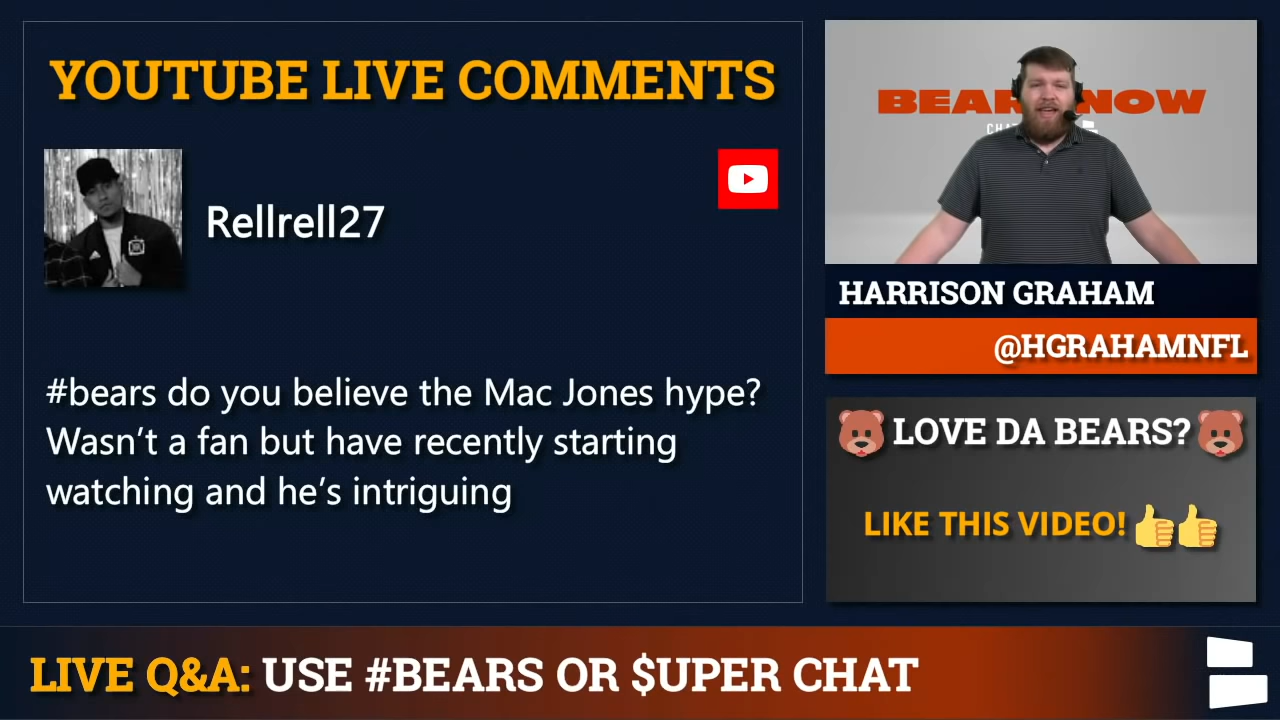 YOUTUBE LIVE COMMENTS
Rellrell27
#bears do you believe the Mac Jones hype?
Wasn't a fan but have recently starting
watching and he's intriguing
NOW
HARRISON GRAHAM
@HGRAHAMNFL
LOVE DA BEARS?
LIKE THIS VIDEO!
LIVE Q&A: USE #BEARS OR $UPER CHAT